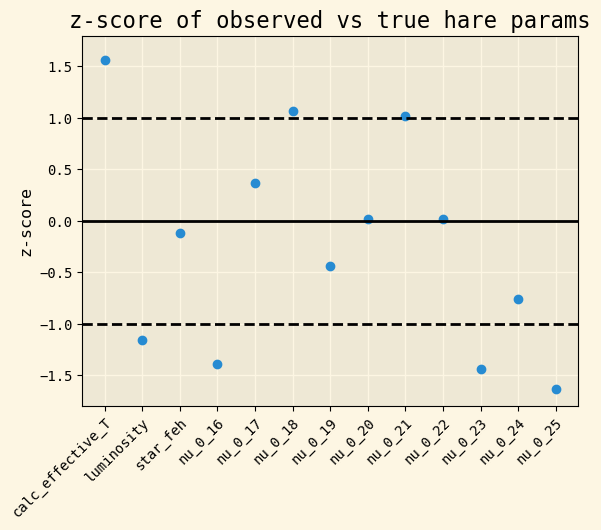 z-score of observed vs true hare params
z-score
1.5
1.0
0.5
0.0
−0.5
−1.0
−1.5
calc_effective_T
luminosity
star_feh
nu_0_16
nu_0_17
nu_0_18
nu_0_19
nu_0_20
nu_0_21
nu_0_22
nu_0_23
nu_0_24
nu_0_25